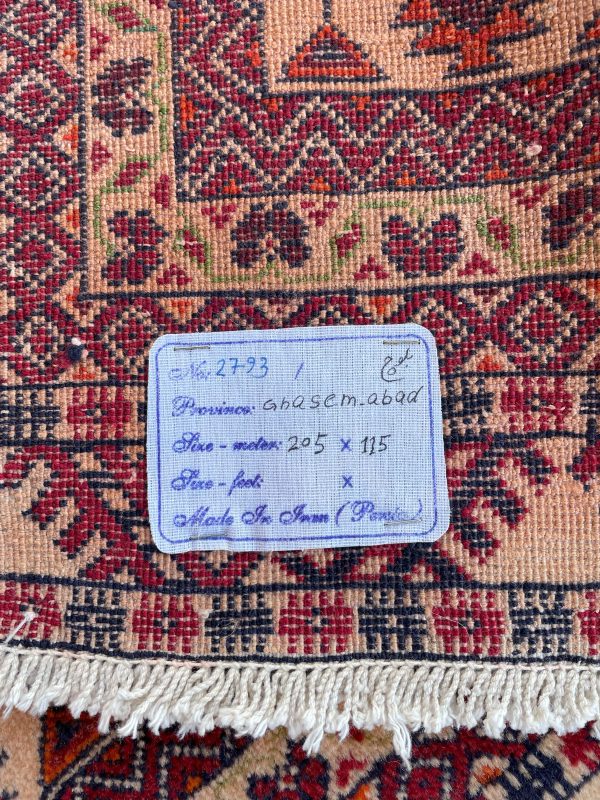 No: 2793 /
Province: Ghasem-abad
Size - meter: 205 x 115
Size - feet: x
Made In Iran (Persia)